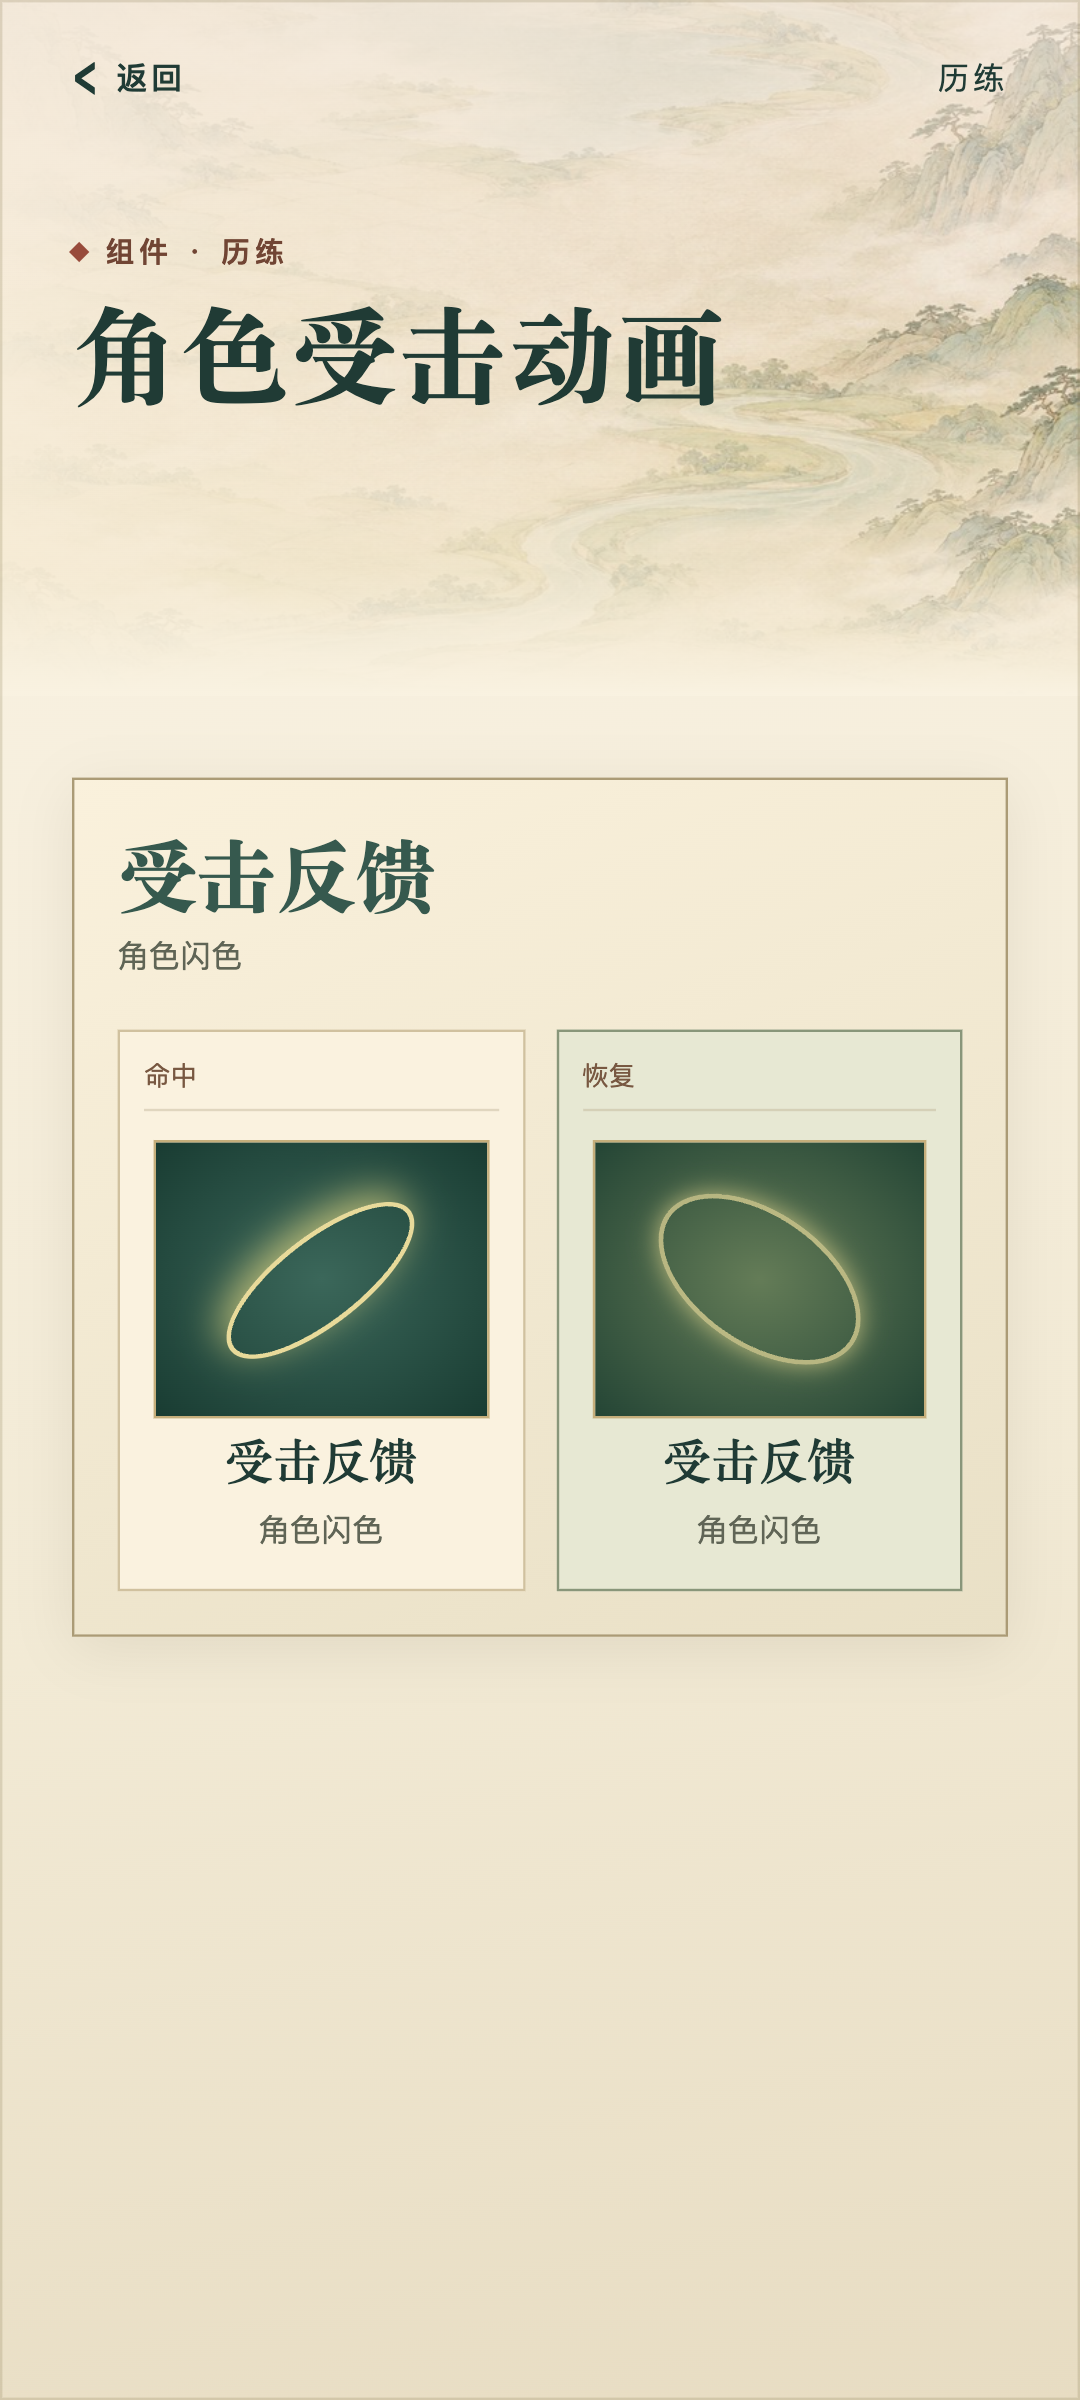 返回
历练
组件 · 历练
角色受击动画
受击反馈
角色闪色
命中
受击反馈
角色闪色
恢复
受击反馈
角色闪色